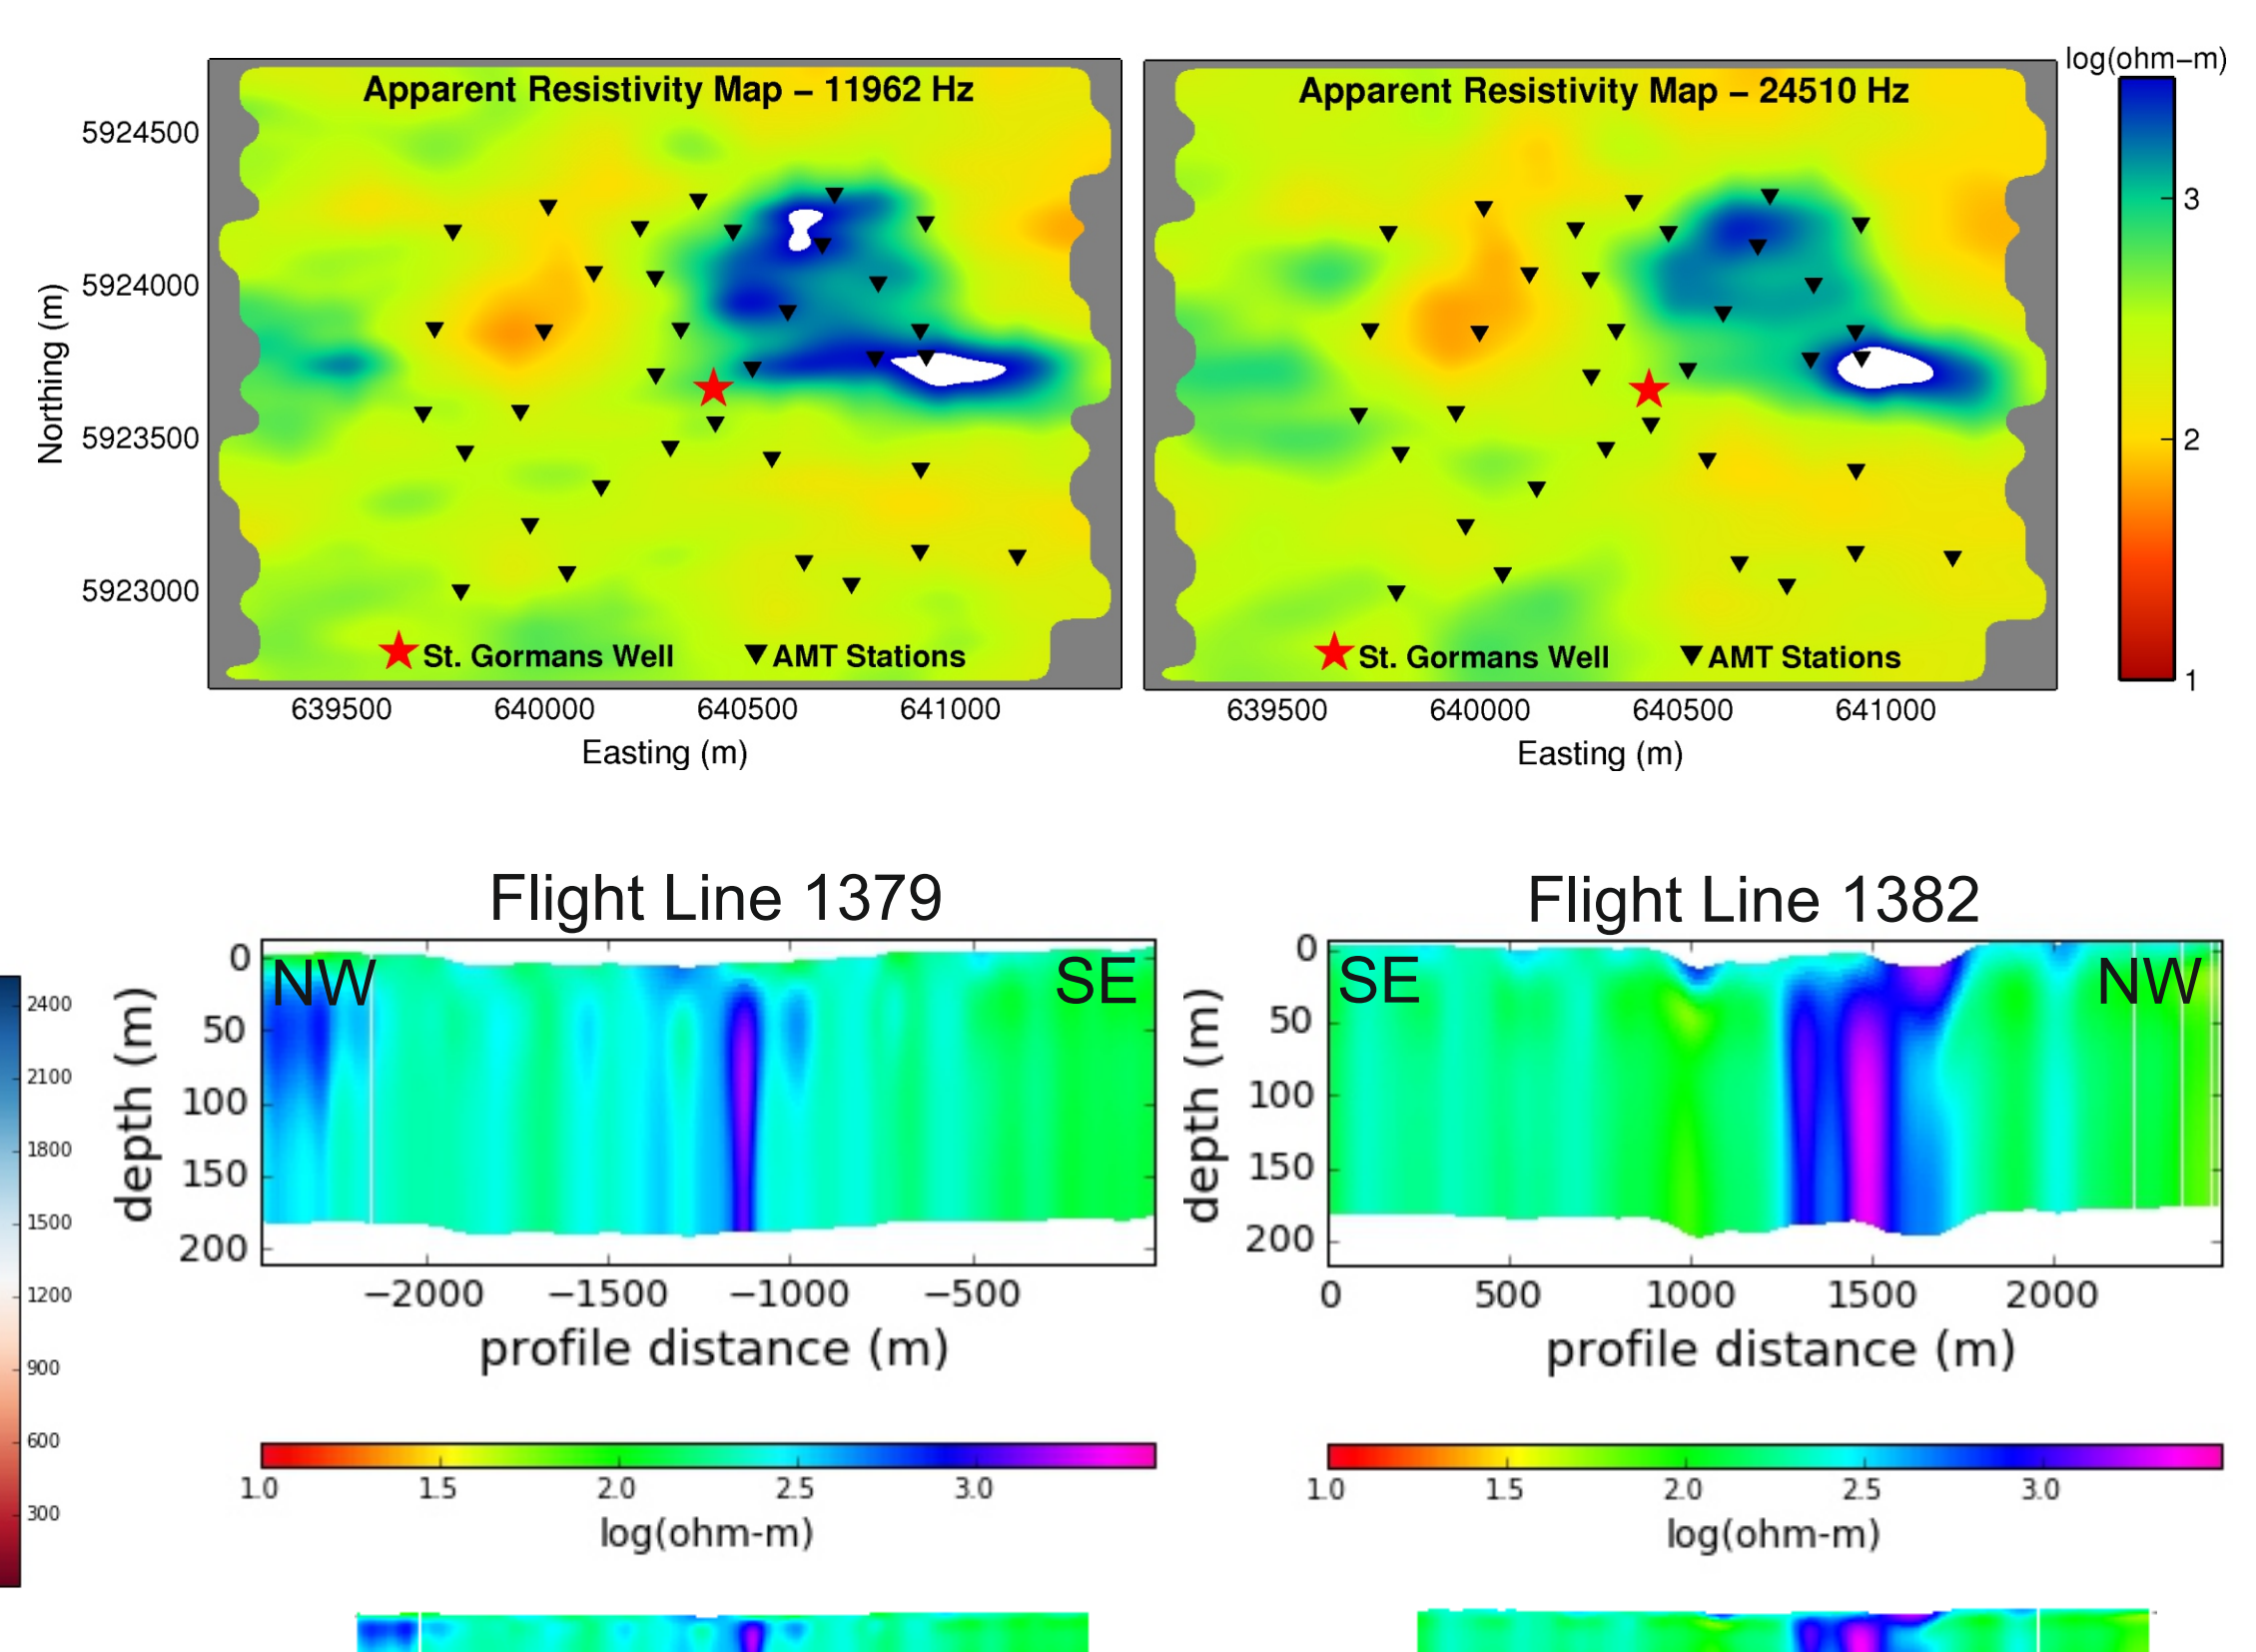 Apparent Resistivity Map – 11962 Hz
Apparent Resistivity Map – 24510 Hz
log(ohm–m)
5924500
5924000
5923500
5923000
Northing (m)
St. Gormans Well
AMT Stations
St. Gormans Well
AMT Stations
3
2
1
639500 640000 640500 641000
639500 640000 640500 641000
Easting (m)
Easting (m)
Flight Line 1379
Flight Line 1382
2400
2100
1800
1500
1200
900
600
300
NW
SE
0
50
100
150
200
depth (m)
−2000 −1500 −1000 −500
profile distance (m)
SE
NW
0
50
100
150
200
depth (m)
0 500 1000 1500 2000
profile distance (m)
1.0 1.5 2.0 2.5 3.0
log(ohm-m)
1.0 1.5 2.0 2.5 3.0
log(ohm-m)